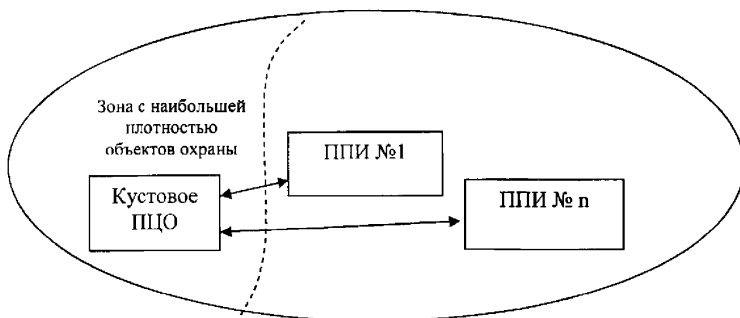 Зона с наибольшей
плотностью
объектов охраны
ППИ №1
Кустовое
ПЦО
ППИ № n